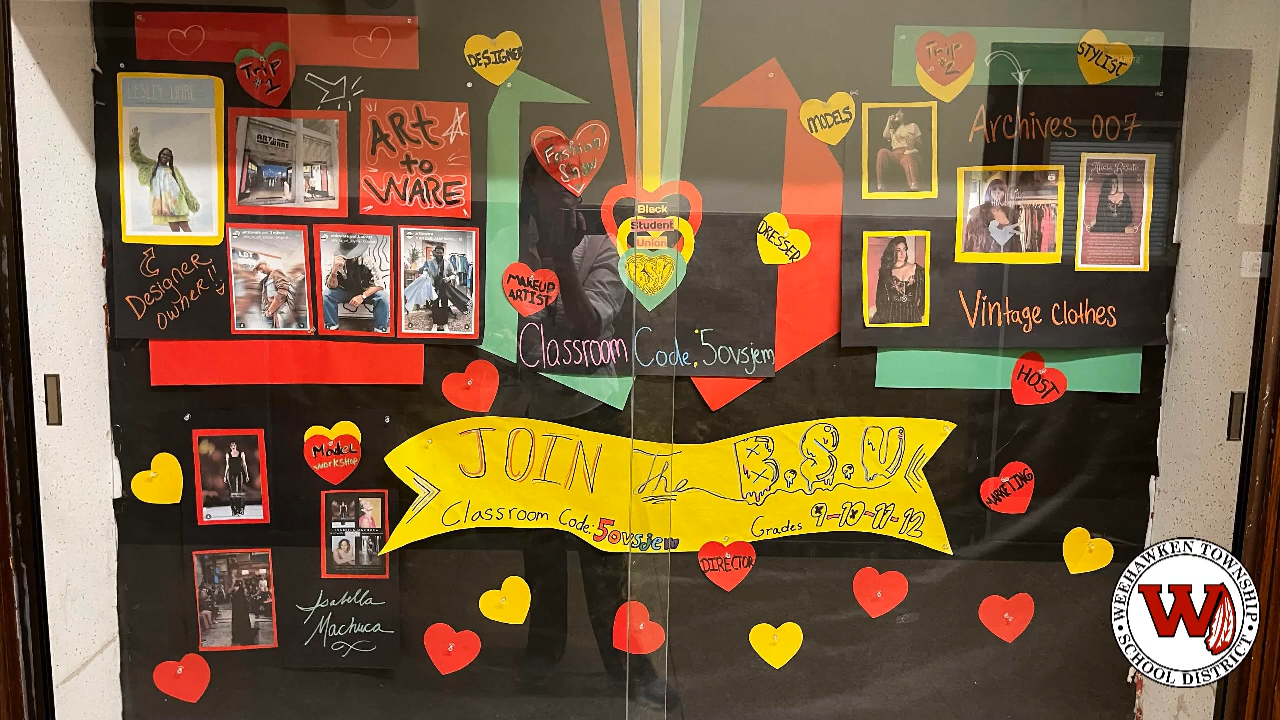 TRIP
#1
DESIGNER
LESLEY WARE
ART
to
WARE
Designer
owner!!
Fashion
Show
MAKEUP
ARTIST
Black
Student
Union
DRESSER
MODELS
Classroom Code: 5ovsjem
TRIP
#2
STYLIST
Archives 007
Vintage clothes
HOST
Model
WORKSHOP
Isabella
Machuca
JOIN The B.S.U
Classroom Code: 5ovsjem
Grades 9-10-11-12
MARKETING
DIRECTOR
WEEHAWKEN TOWNSHIP
W
SCHOOL DISTRICT